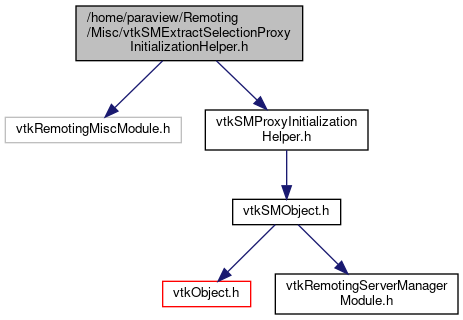 /home/paraview/Remoting
/Misc/vtkSMExtractSelectionProxy
InitializationHelper.h
vtkRemotingMiscModule.h
vtkSMProxyInitialization
Helper.h
vtkSMObject.h
vtkObject.h
vtkRemotingServerManager
Module.h